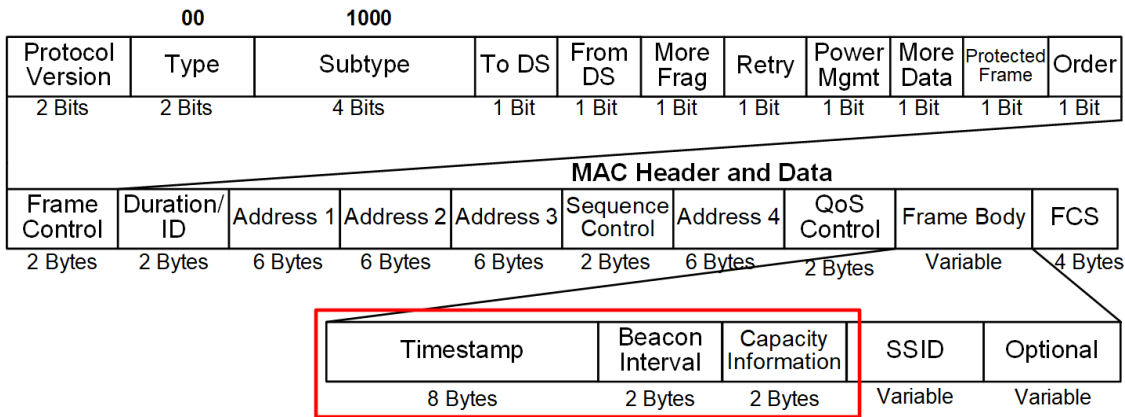 00 1000
Protocol Version Type Subtype To DS From DS More Frag Retry Power Mgmt More Data Protected Frame Order
2 Bits 2 Bits 4 Bits 1 Bit 1 Bit 1 Bit 1 Bit 1 Bit 1 Bit 1 Bit 1 Bit
MAC Header and Data
Frame Control Duration/ ID Address 1 Address 2 Address 3 Sequence Control Address 4 QoS Control Frame Body FCS
2 Bytes 2 Bytes 6 Bytes 6 Bytes 6 Bytes 2 Bytes 6 Bytes 2 Bytes Variable 4 Bytes
Timestamp Beacon Interval Capacity Information SSID Optional
8 Bytes 2 Bytes 2 Bytes Variable Variable